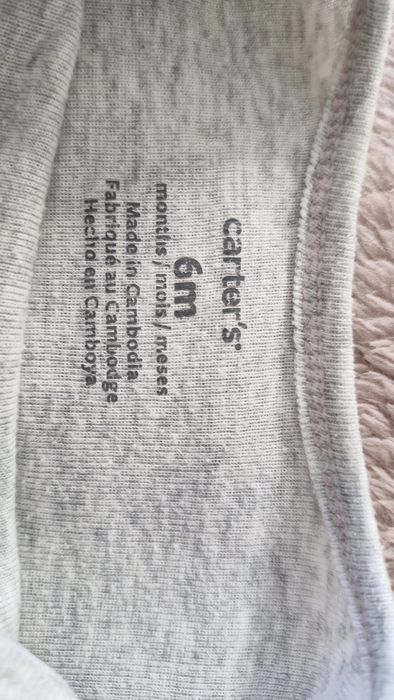 carter's
6m
months / mois / meses
Made in Cambodia
Fabriqué au Cambodge
Hecho en Camboya